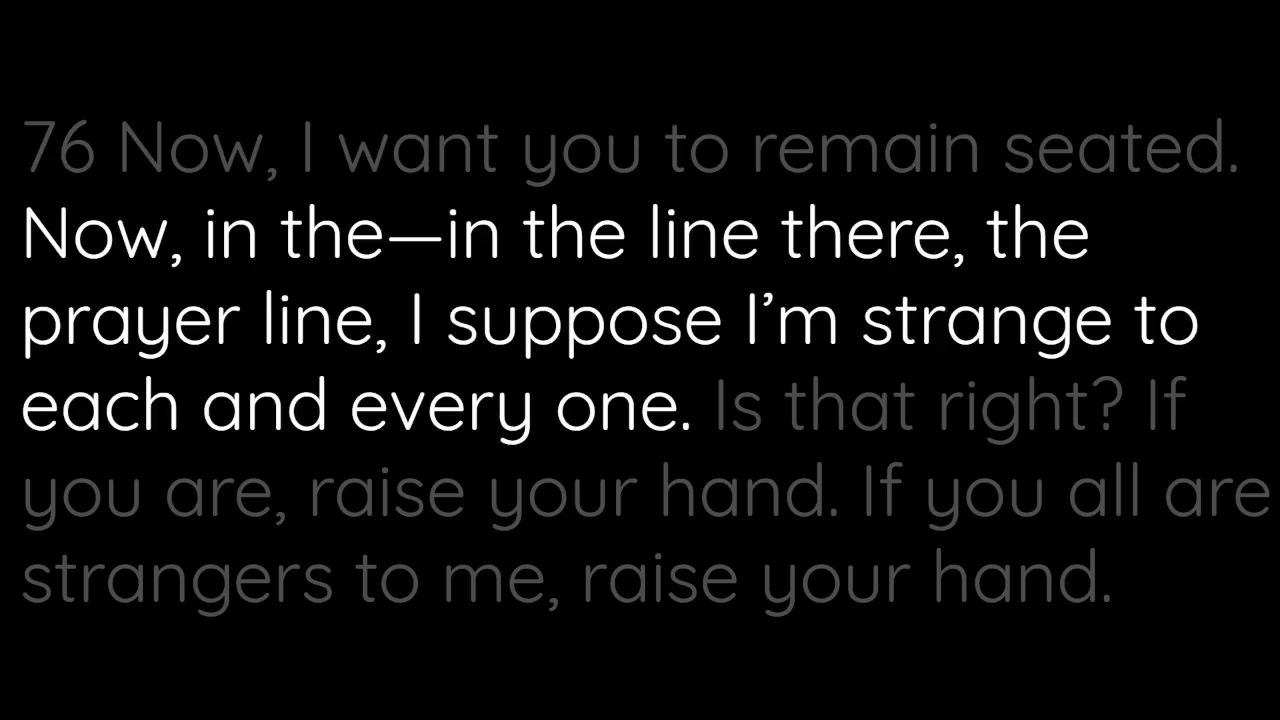 76 Now, I want you to remain seated.
Now, in the—in the line there, the
prayer line, I suppose I’m strange to
each and every one. Is that right? If
you are, raise your hand. If you all are
strangers to me, raise your hand.